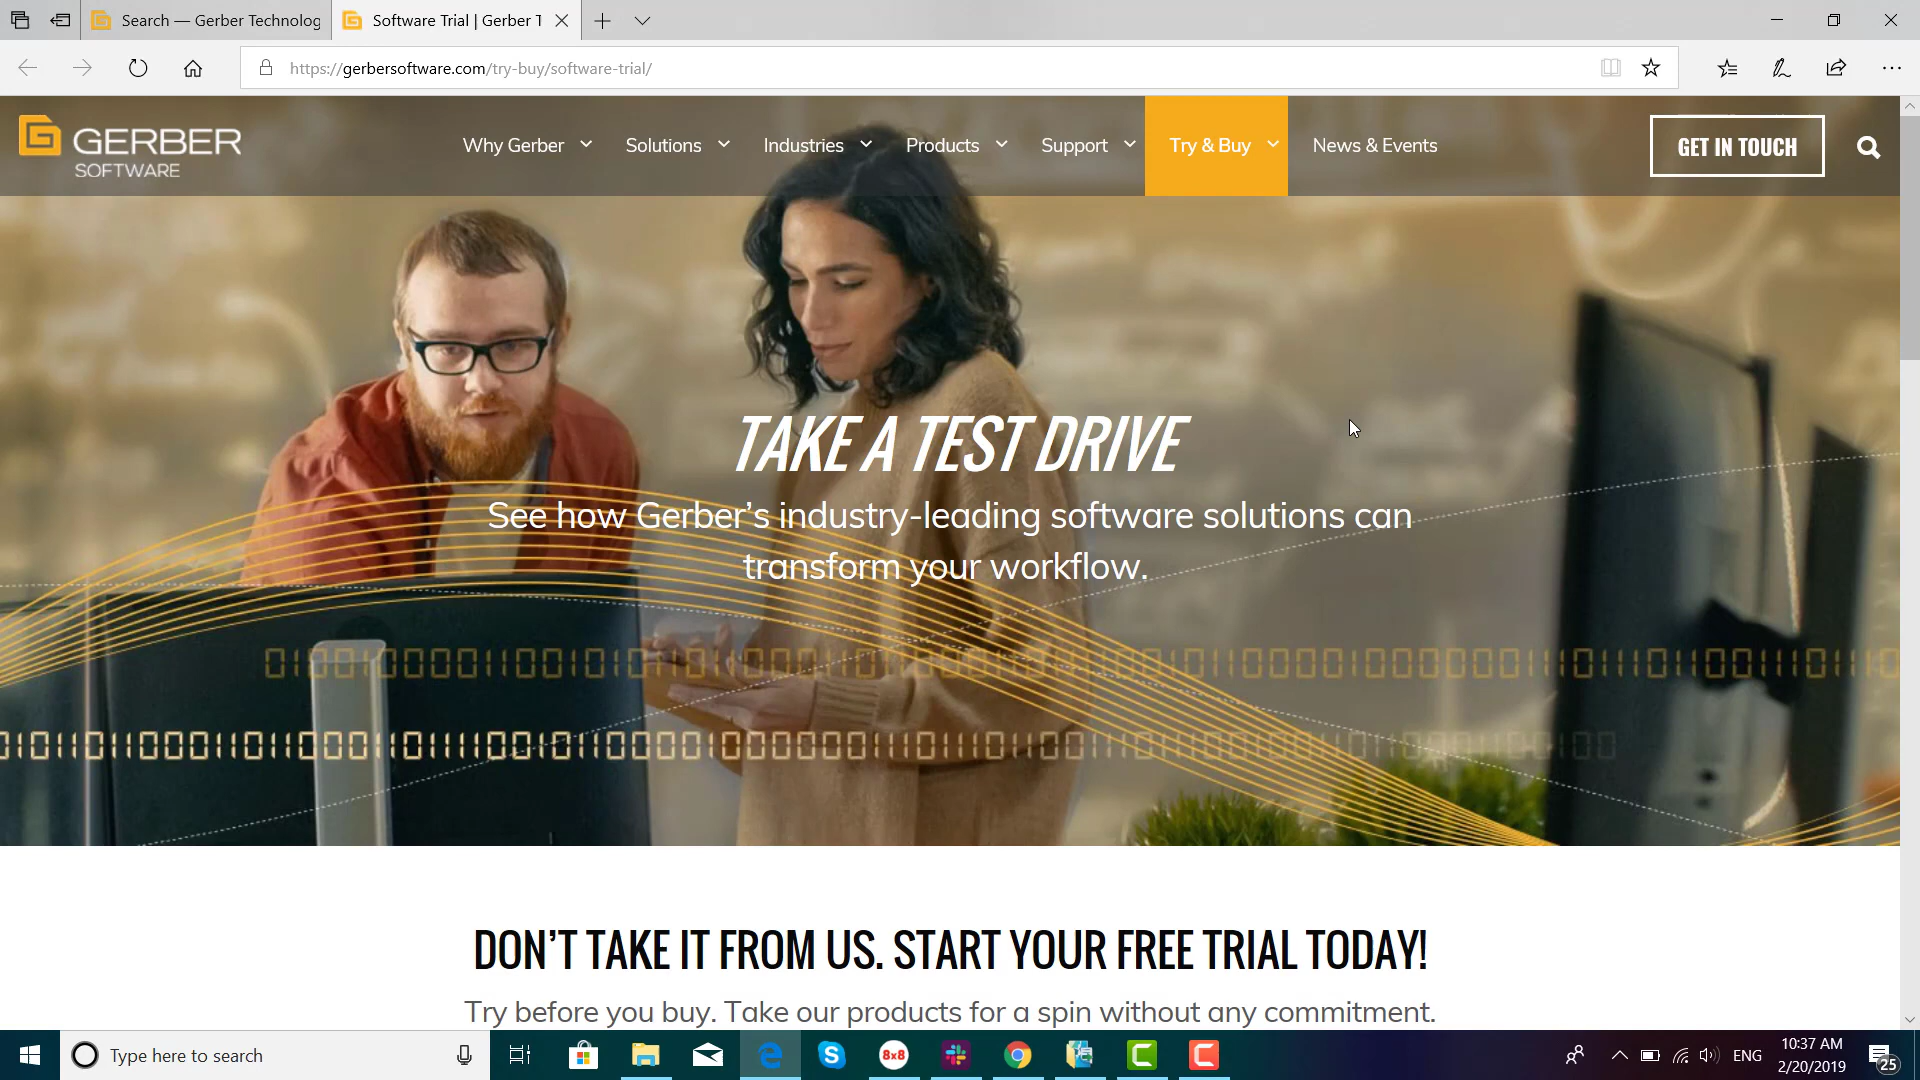 Search — Gerber Technolog
Software Trial | Gerber T
https://gerbersoftware.com/try-buy/software-trial/
GERBER
SOFTWARE
Why Gerber
Solutions
Industries
Products
Support
Try & Buy
News & Events
GET IN TOUCH
TAKE A TEST DRIVE
See how Gerber’s industry-leading software solutions can
transform your workflow.
DON’T TAKE IT FROM US. START YOUR FREE TRIAL TODAY!
Try before you buy. Take our products for a spin without any commitment.
Type here to search
8x8
ENG
10:37 AM
2/20/2019
25